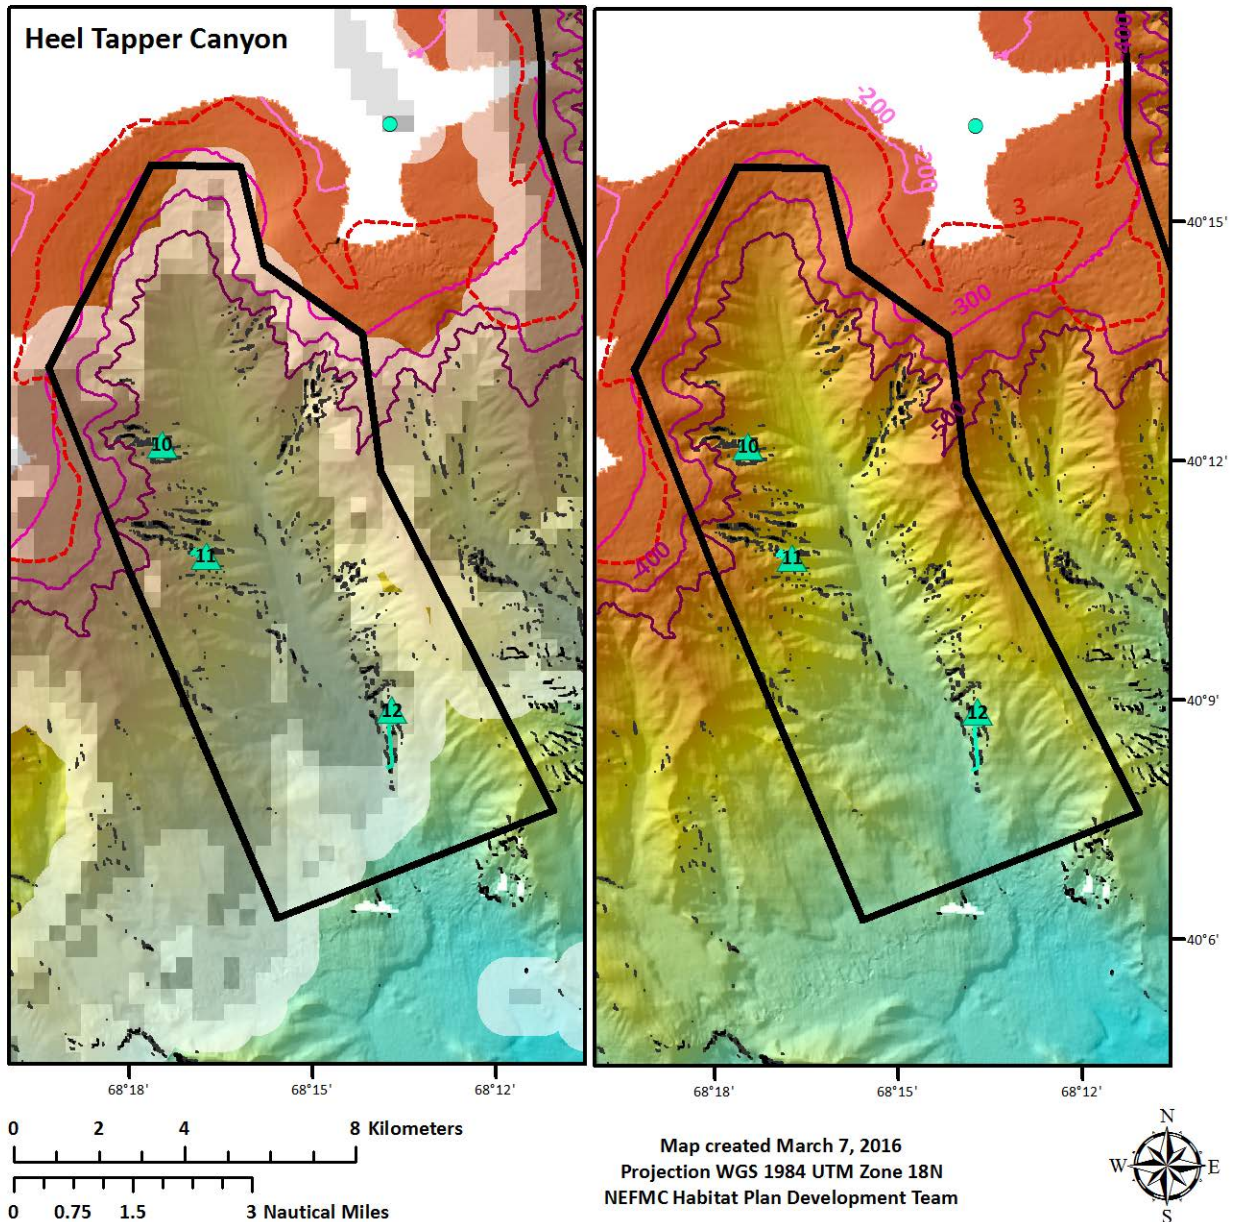 Heel Tapper Canyon
-400
-200
-200
3
-300
40°15'
-500
10
10
40°12'
11
11
-400
12
12
40°9'
40°6'
68°18'
68°15'
68°12'
68°18'
68°15'
68°12'
0 2 4 8 Kilometers
0 0.75 1.5 3 Nautical Miles
Map created March 7, 2016
Projection WGS 1984 UTM Zone 18N
NEFMC Habitat Plan Development Team
N
W E
S